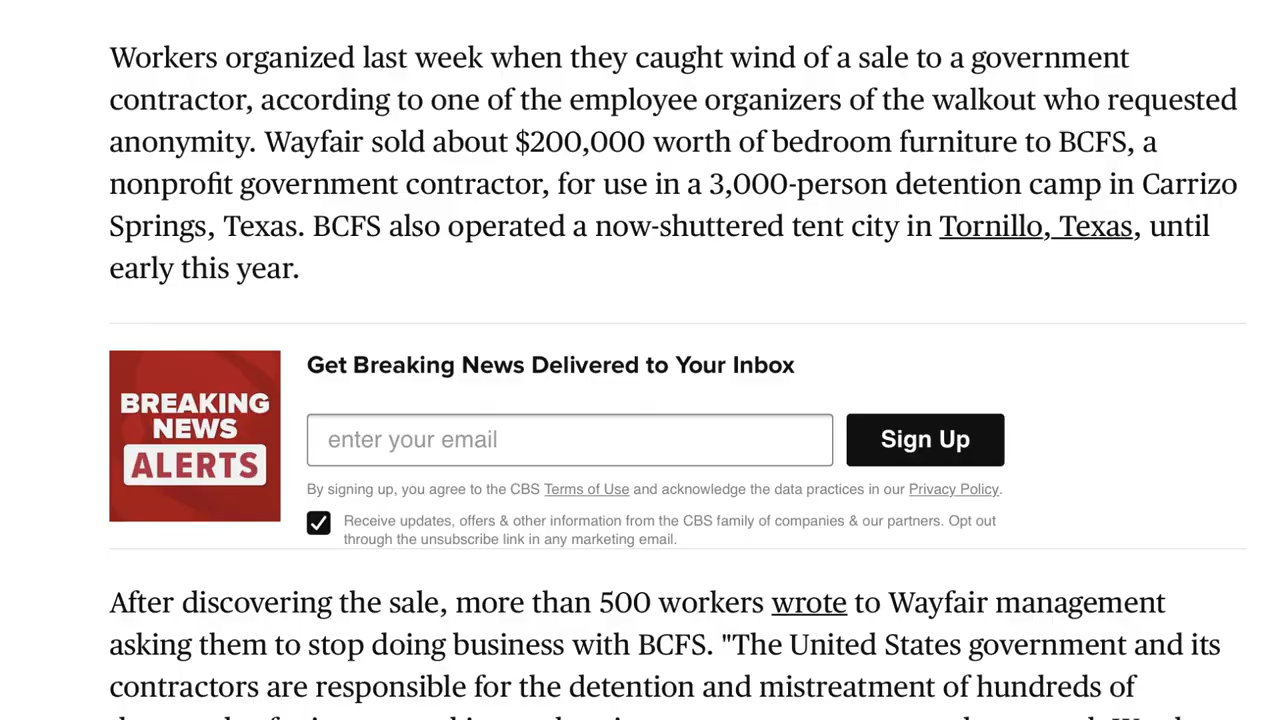 Workers organized last week when they caught wind of a sale to a government
contractor, according to one of the employee organizers of the walkout who requested
anonymity. Wayfair sold about $200,000 worth of bedroom furniture to BCFS, a
nonprofit government contractor, for use in a 3,000-person detention camp in Carrizo
Springs, Texas. BCFS also operated a now-shuttered tent city in Tornillo, Texas, until
early this year.
BREAKING
NEWS
ALERTS
Get Breaking News Delivered to Your Inbox
enter your email
Sign Up
By signing up, you agree to the CBS Terms of Use and acknowledge the data practices in our Privacy Policy.
Receive updates, offers & other information from the CBS family of companies & our partners. Opt out
through the unsubscribe link in any marketing email.
After discovering the sale, more than 500 workers wrote to Wayfair management
asking them to stop doing business with BCFS. "The United States government and its
contractors are responsible for the detention and mistreatment of hundreds of